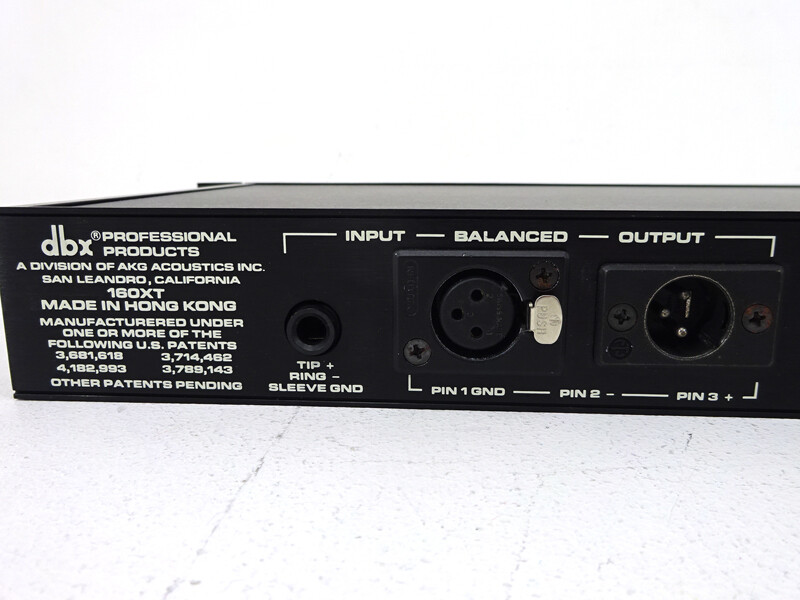 dbx® PROFESSIONAL
PRODUCTS
A DIVISION OF AKG ACOUSTICS INC.
SAN LEANDRO, CALIFORNIA
160XT
MADE IN HONG KONG
MANUFACTURERED UNDER
ONE OR MORE OF THE
FOLLOWING U.S. PATENTS
3,681,618 3,714,462
4,182,993 3,789,143
OTHER PATENTS PENDING
INPUT — BALANCED — OUTPUT
TIP +
RING –
SLEEVE GND
PUSH
PIN 1 GND — PIN 2 – — PIN 3 +